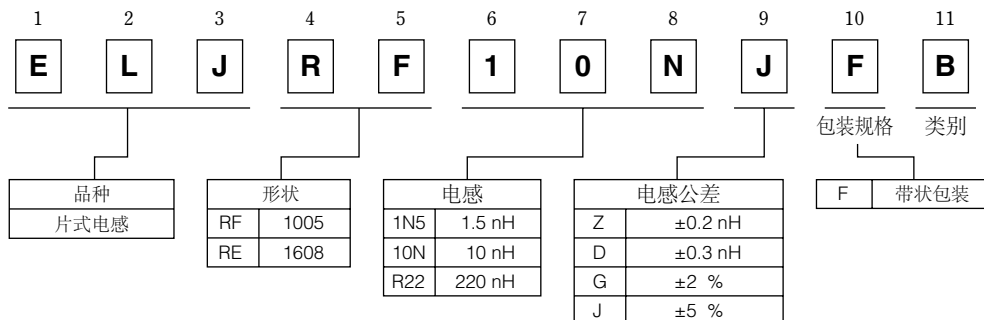 1 2 3 4 5 6 7 8 9 10 11
E L J R F 1 0 N J F B
包装规格 类别
品种
片式电感
形状
RF 1005
RE 1608
电感
1N5 1.5 nH
10N 10 nH
R22 220 nH
电感公差
Z ±0.2 nH
D ±0.3 nH
G ±2 %
J ±5 %
F 带状包装